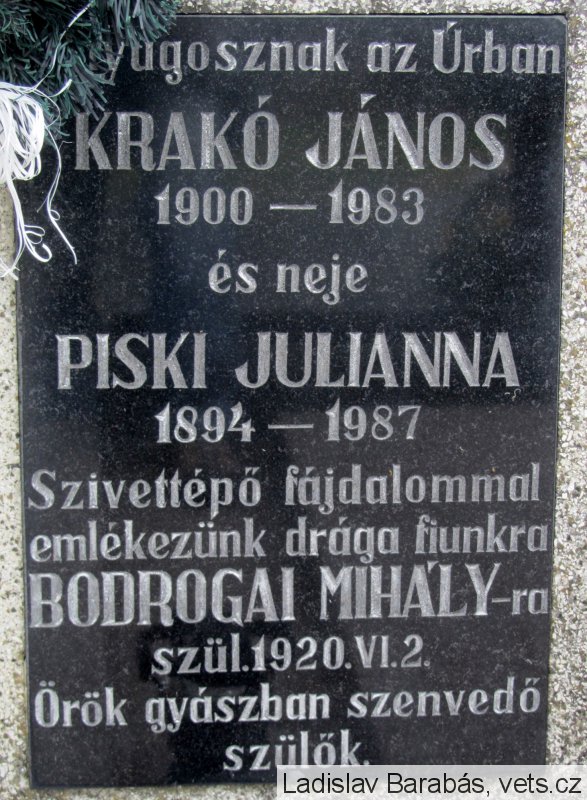 yugosznak az Úrban
KRAKÓ JÁNOS
1900 — 1983
és neje
PISKI JULIANNA
1894 — 1987
Szivettépő fájdalommal
emlékezünk drága fiunkra
BODROGAI MIHÁLY-ra
szül.1920.VI.2.
Örök gyászban szenvedő
szülők.
Ladislav Barabás, vets.cz